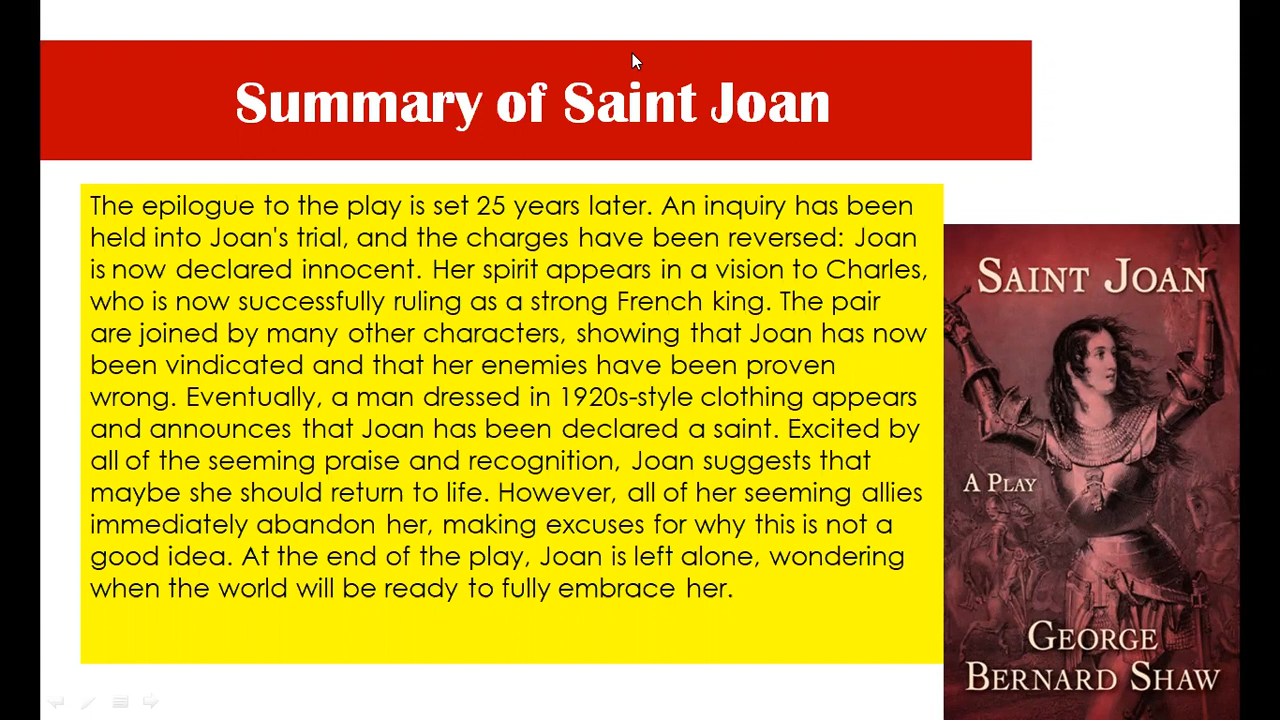 Summary of Saint Joan
The epilogue to the play is set 25 years later. An inquiry has been
held into Joan's trial, and the charges have been reversed: Joan
is now declared innocent. Her spirit appears in a vision to Charles,
who is now successfully ruling as a strong French king. The pair
are joined by many other characters, showing that Joan has now
been vindicated and that her enemies have been proven
wrong. Eventually, a man dressed in 1920s-style clothing appears
and announces that Joan has been declared a saint. Excited by
all of the seeming praise and recognition, Joan suggests that
maybe she should return to life. However, all of her seeming allies
immediately abandon her, making excuses for why this is not a
good idea. At the end of the play, Joan is left alone, wondering
when the world will be ready to fully embrace her.
SAINT JOAN
A PLAY
GEORGE
BERNARD SHAW